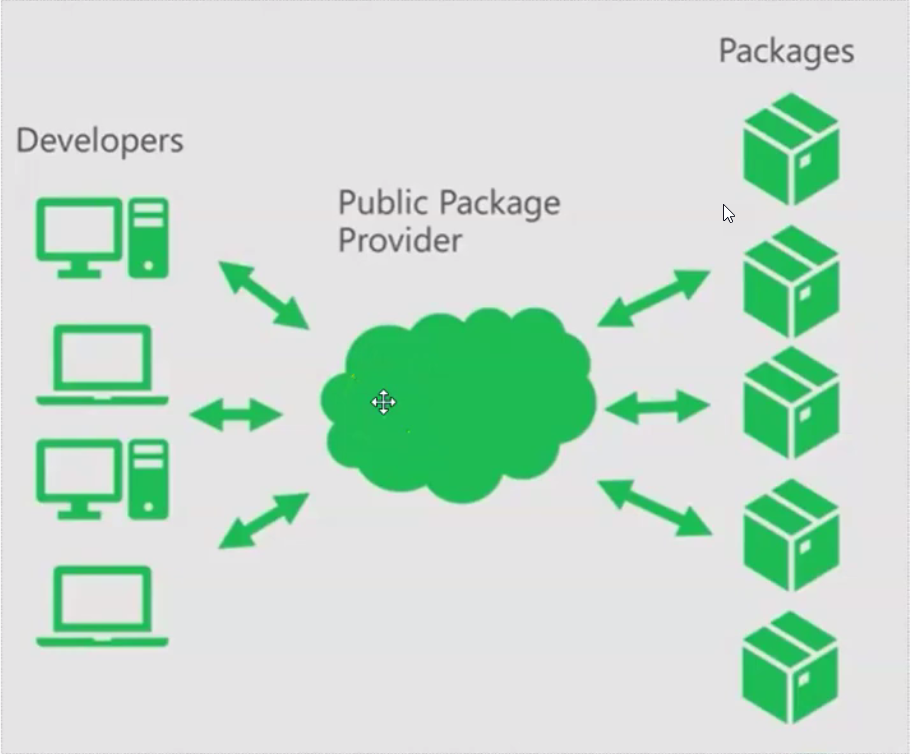 Packages
Developers
Public Package
Provider